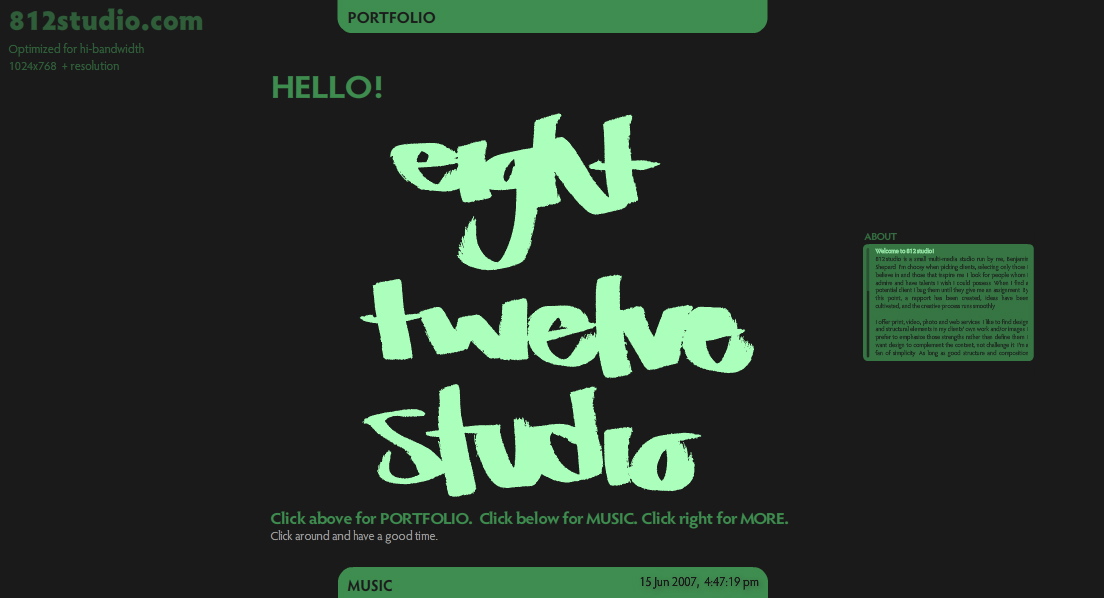 812studio.com
Optimized for hi-bandwidth
1024x768 + resolution
PORTFOLIO
HELLO!
eight
twelve
studio
ABOUT
Welcome to 812 studio!
812studio is a small multi-media studio run by me, Benjamin
Shepard. I'm choosy when picking clients, selecting only those I
believe in and those that inspire me. I look for people whom I
admire and have talents I wish I could possess. When I find a
potential client I bug them until they give me an assignment. By
this point, a rapport has been created, ideas have been
cultivated, and the creative process runs smoothly.
I offer print, video, photo and web services. I like to find design
and structural elements in my clients' own work and/or images. I
prefer to emphasize those strengths rather than define them. I
want design to complement the content, not challenge it. I'm a
fan of simplicity. As long as good structure and composition
Click above for PORTFOLIO. Click below for MUSIC. Click right for MORE.
Click around and have a good time.
MUSIC
15 Jun 2007, 4:47:19 pm